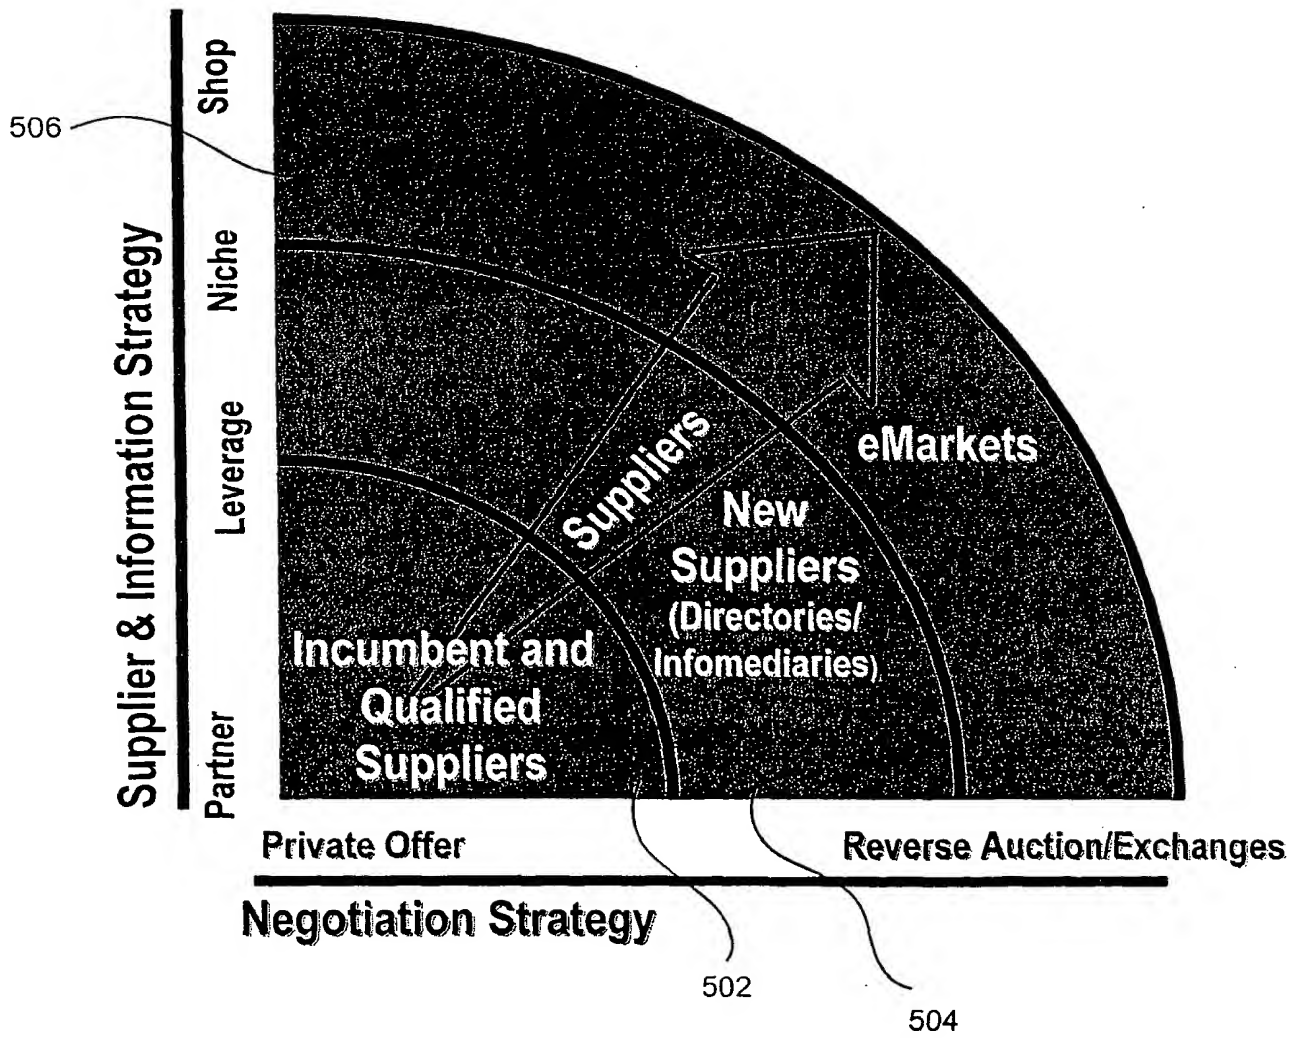 506
Supplier & Information Strategy
Shop
Niche
Leverage
Partner
Suppliers
eMarkets
New
Suppliers
(Directories/
Infomediaries)
Incumbent and
Qualified
Suppliers
Private Offer
Reverse Auction/Exchanges
Negotiation Strategy
502
504